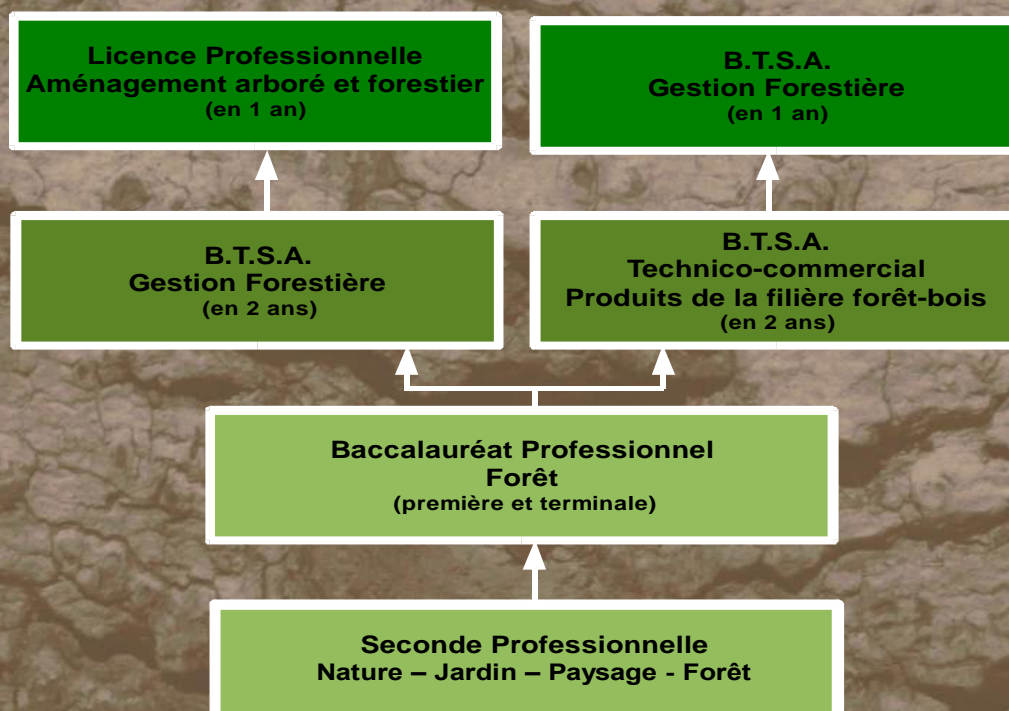 Licence Professionnelle
Aménagement arboré et forestier
(en 1 an)
B.T.S.A.
Gestion Forestière
(en 1 an)
B.T.S.A.
Gestion Forestière
(en 2 ans)
B.T.S.A.
Technico-commercial
Produits de la filière forêt-bois
(en 2 ans)
Baccalauréat Professionnel
Forêt
(première et terminale)
Seconde Professionnelle
Nature – Jardin – Paysage - Forêt